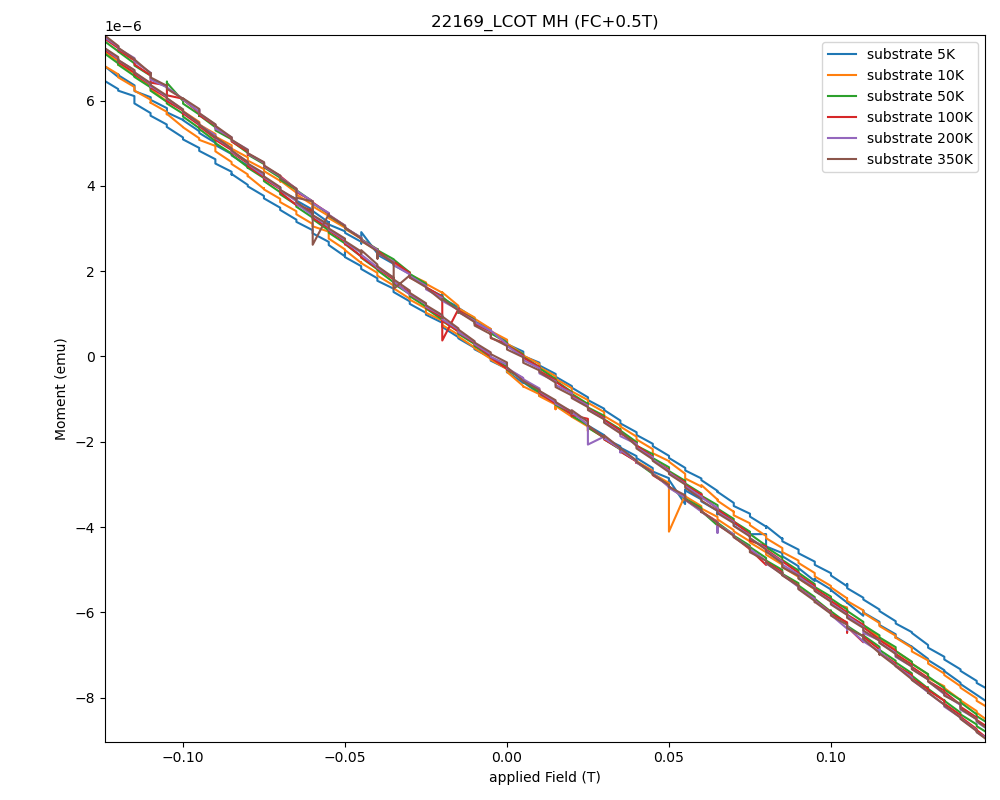 22169_LCOT MH (FC+0.5T)
1e−6
substrate 5K
substrate 10K
substrate 50K
substrate 100K
substrate 200K
substrate 350K
6
4
2
0
−2
−4
−6
−8
Moment (emu)
−0.10 −0.05 0.00 0.05 0.10
applied Field (T)